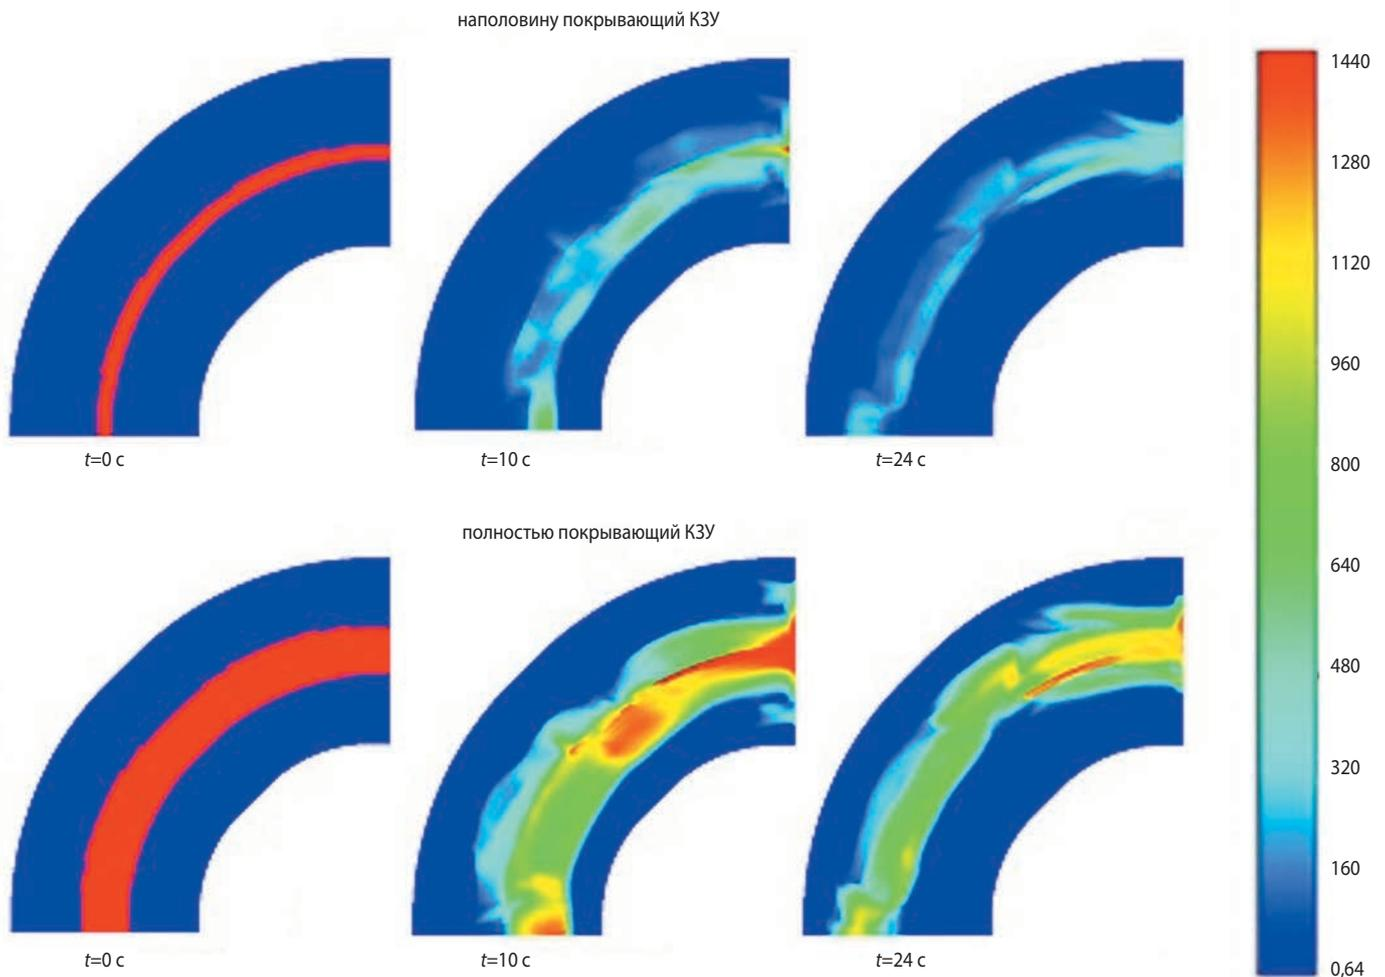 наполовину покрывающий КЗУ
t=0 с
t=10 с
t=24 с
полностью покрывающий КЗУ
t=0 с
t=10 с
t=24 с
1440
1280
1120
960
800
640
480
320
160
0,64